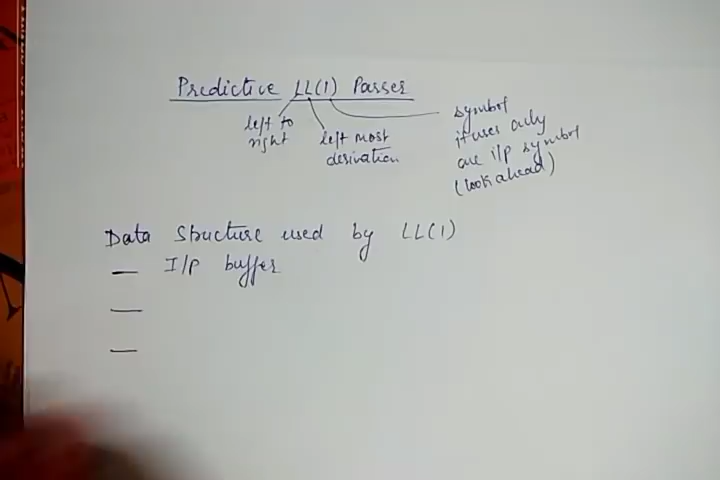 Predictive LL(1) Parser
left to
right
left most
derivation
symbol
it uses only
one i/p symbol
(look ahead)
Data Structure used by LL(1)
— I/P buffer
—
—